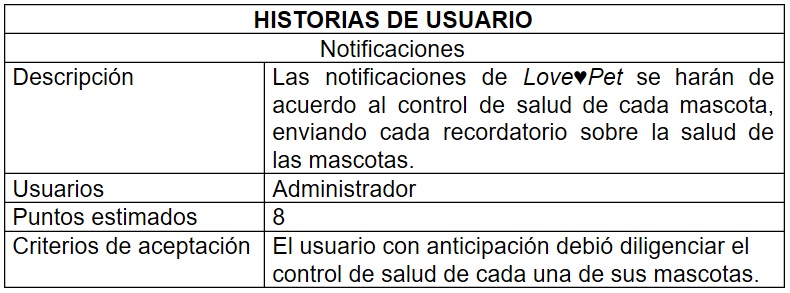 HISTORIAS DE USUARIO
Notificaciones
Descripción
Las notificaciones de Love♥Pet se harán de
acuerdo al control de salud de cada mascota,
enviando cada recordatorio sobre la salud de
las mascotas.
Usuarios
Administrador
Puntos estimados
8
Criterios de aceptación
El usuario con anticipación debió diligenciar el
control de salud de cada una de sus mascotas.